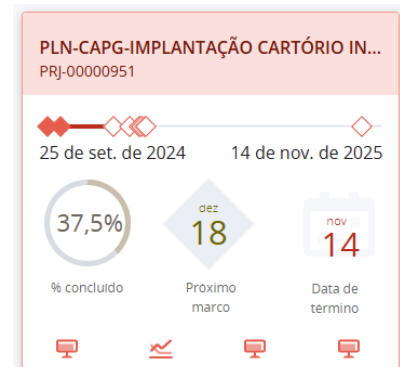 PLN-CAPG-IMPLANTAÇÃO CARTÓRIO IN...
PRJ-00000951
25 de set. de 2024 14 de nov. de 2025
37,5%
dez
18
nov
14
% concluído
Próximo
marco
Data de
término